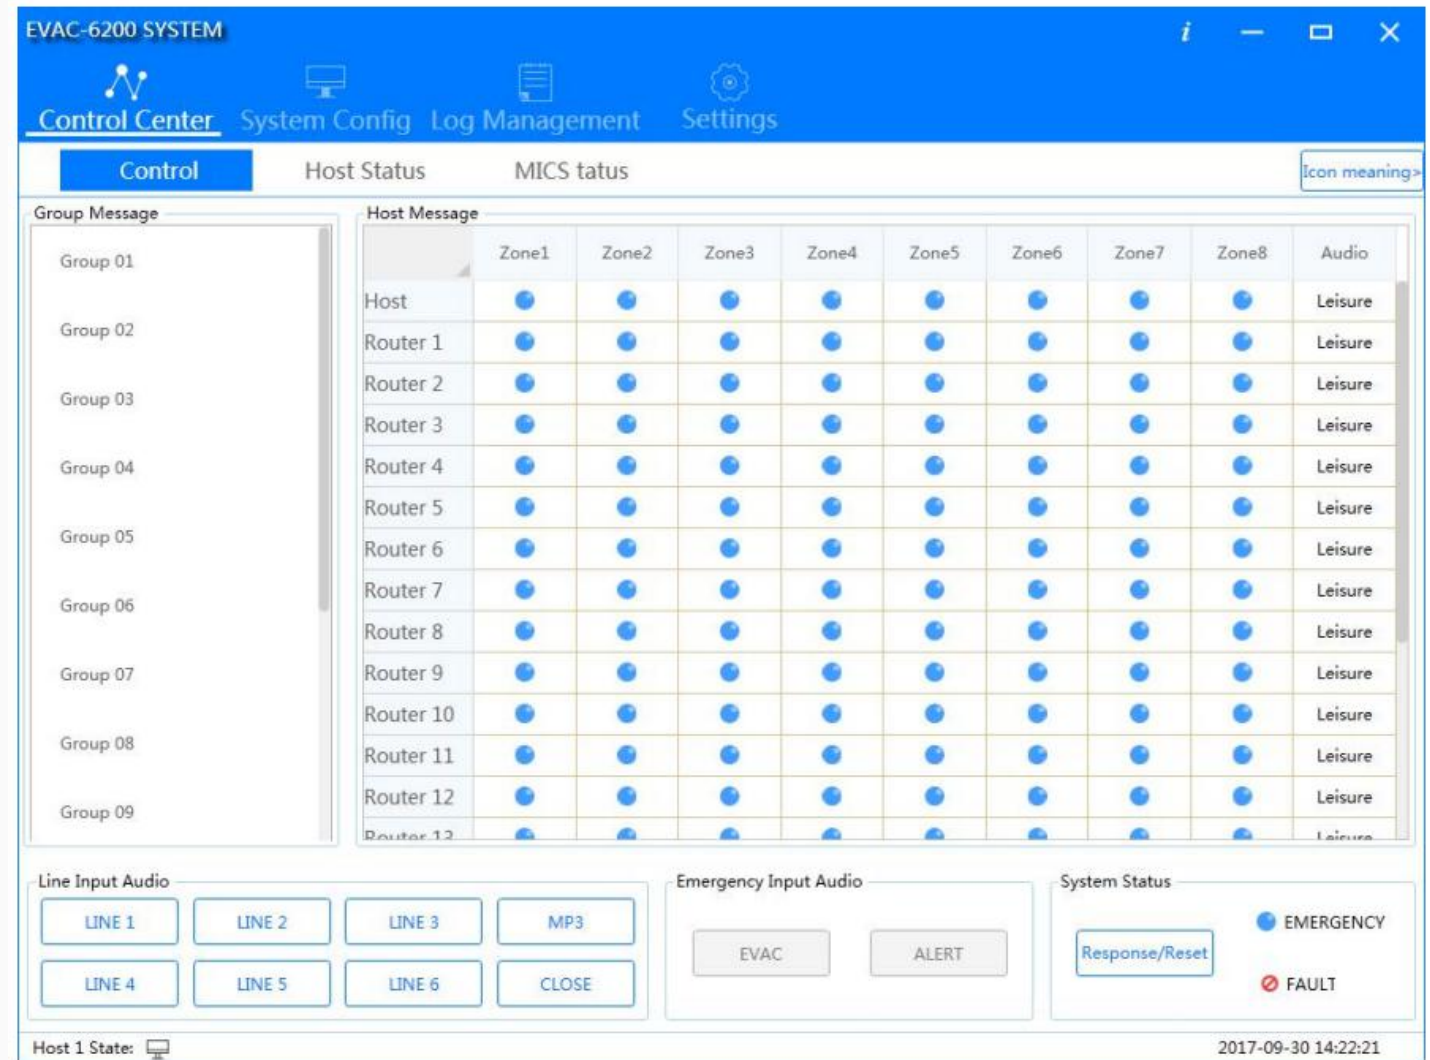 EVAC-6200 SYSTEM
i
Control Center System Config Log Management Settings
Control Host Status MICS tatus Icon meaning>
Group Message
Group 01
Group 02
Group 03
Group 04
Group 05
Group 06
Group 07
Group 08
Group 09
Host Message
Zone1 Zone2 Zone3 Zone4 Zone5 Zone6 Zone7 Zone8 Audio
Host Leisure
Router 1 Leisure
Router 2 Leisure
Router 3 Leisure
Router 4 Leisure
Router 5 Leisure
Router 6 Leisure
Router 7 Leisure
Router 8 Leisure
Router 9 Leisure
Router 10 Leisure
Router 11 Leisure
Router 12 Leisure
Router 13 Leisure
Line Input Audio
LINE 1 LINE 2 LINE 3 MP3
LINE 4 LINE 5 LINE 6 CLOSE
Emergency Input Audio
EVAC ALERT
System Status
Response/Reset
EMERGENCY
FAULT
Host 1 State:
2017-09-30 14:22:21